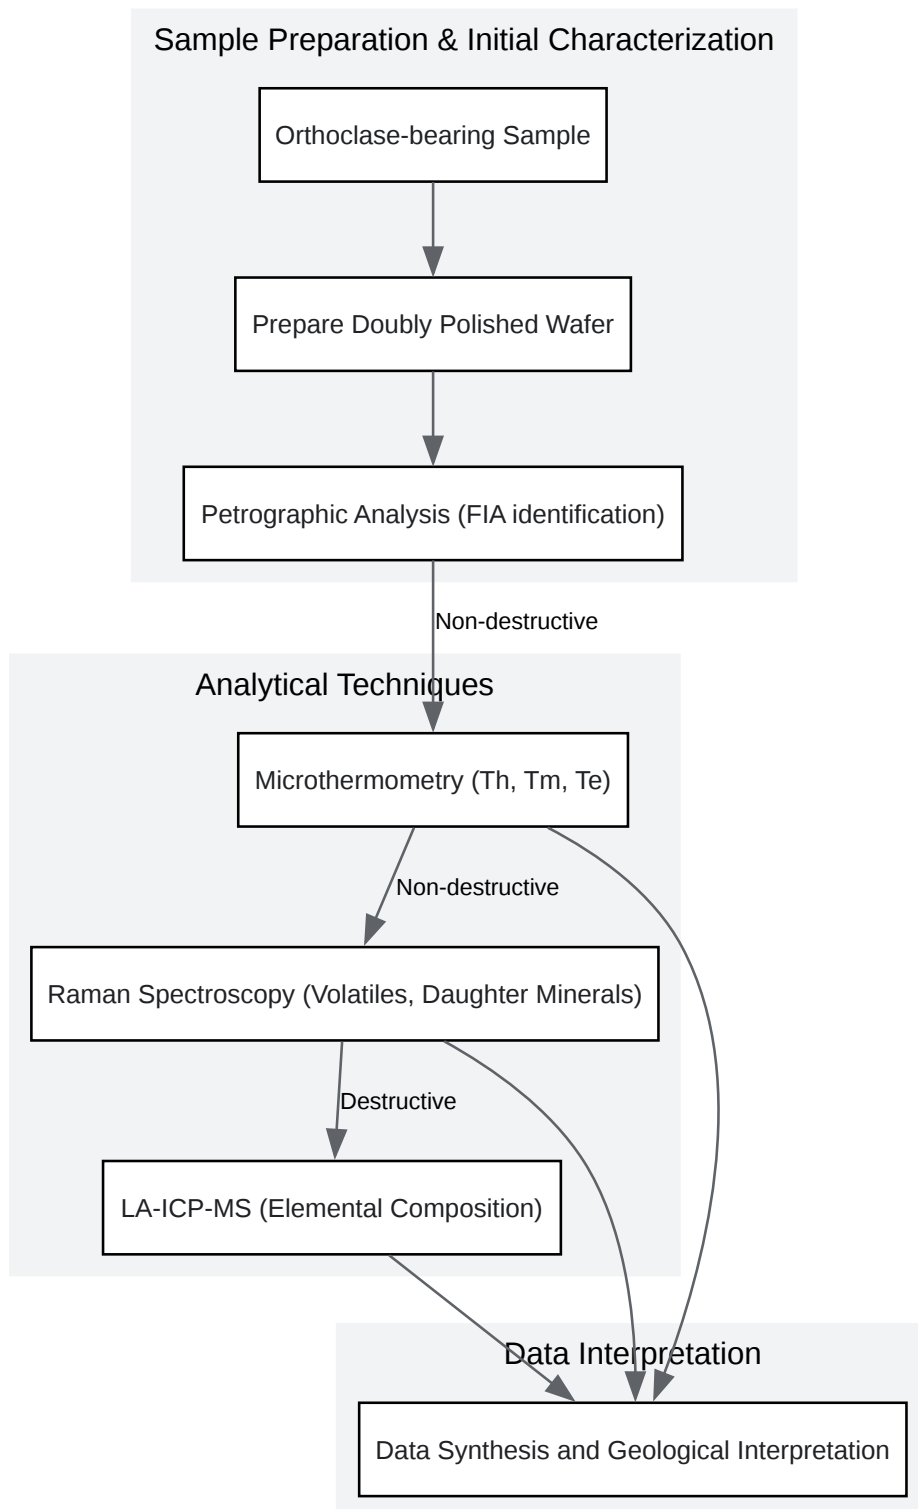 Sample Preparation & Initial Characterization
Orthoclase-bearing Sample
Prepare Doubly Polished Wafer
Petrographic Analysis (FIA identification)
Non-destructive
Analytical Techniques
Microthermometry (Th, Tm, Te)
Non-destructive
Raman Spectroscopy (Volatiles, Daughter Minerals)
Destructive
LA-ICP-MS (Elemental Composition)
Data Interpretation
Data Synthesis and Geological Interpretation